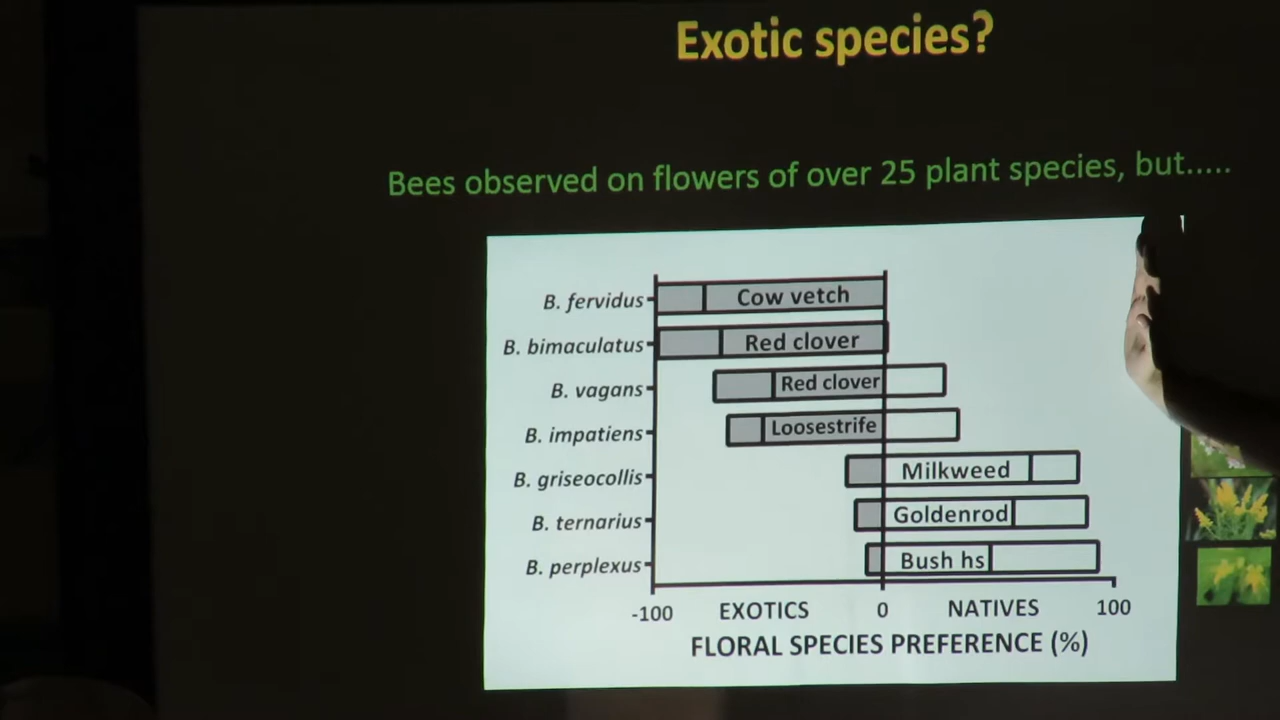 Exotic species?
Bees observed on flowers of over 25 plant species, but.....
B. fervidus
Cow vetch
B. bimaculatus
Red clover
B. vagans
Red clover
B. impatiens
Loosestrife
B. griseocollis
Milkweed
B. ternarius
Goldenrod
B. perplexus
Bush hs
-100 EXOTICS 0 NATIVES 100
FLORAL SPECIES PREFERENCE (%)